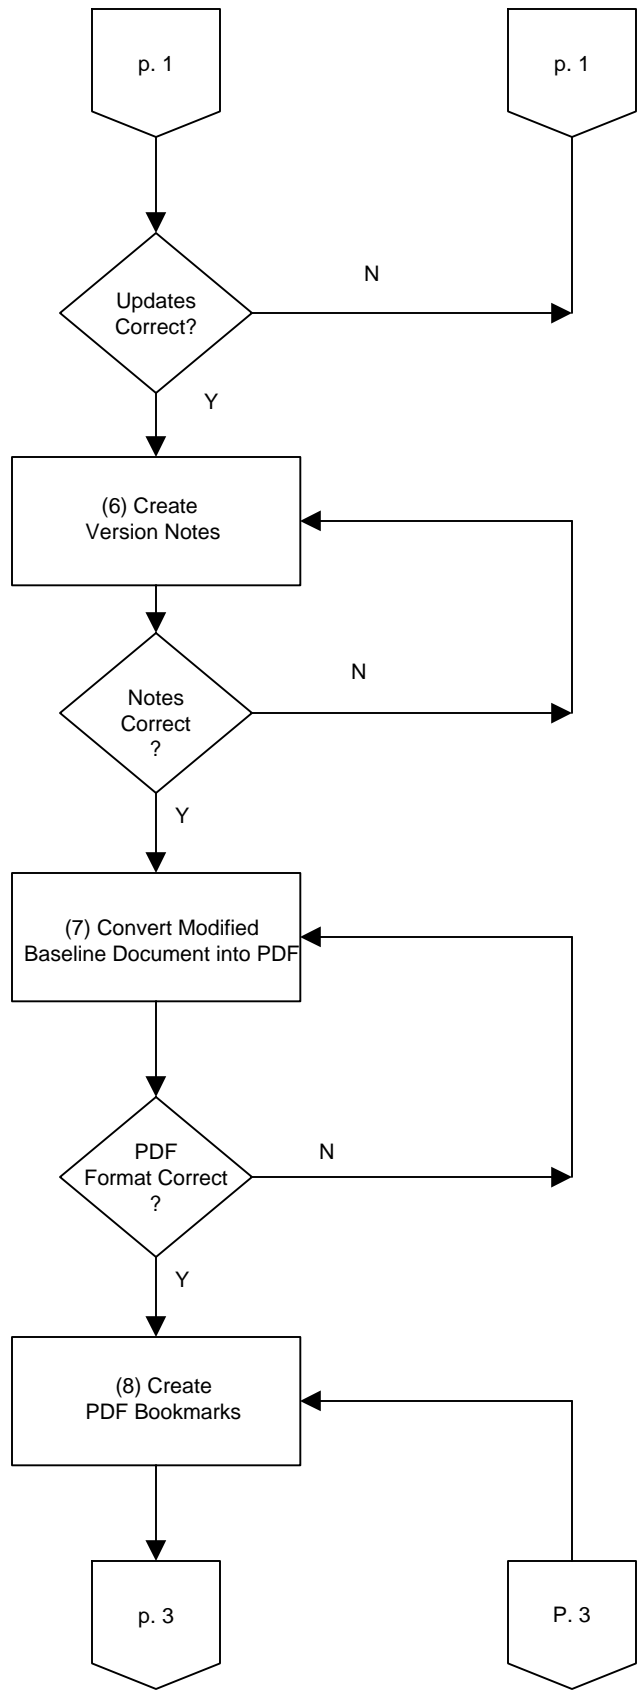 p. 1
p. 1
Updates
Correct?
N
Y
(6) Create
Version Notes
Notes
Correct
?
N
Y
(7) Convert Modified
Baseline Document into PDF
PDF
Format Correct
?
N
Y
(8) Create
PDF Bookmarks
p. 3
P. 3